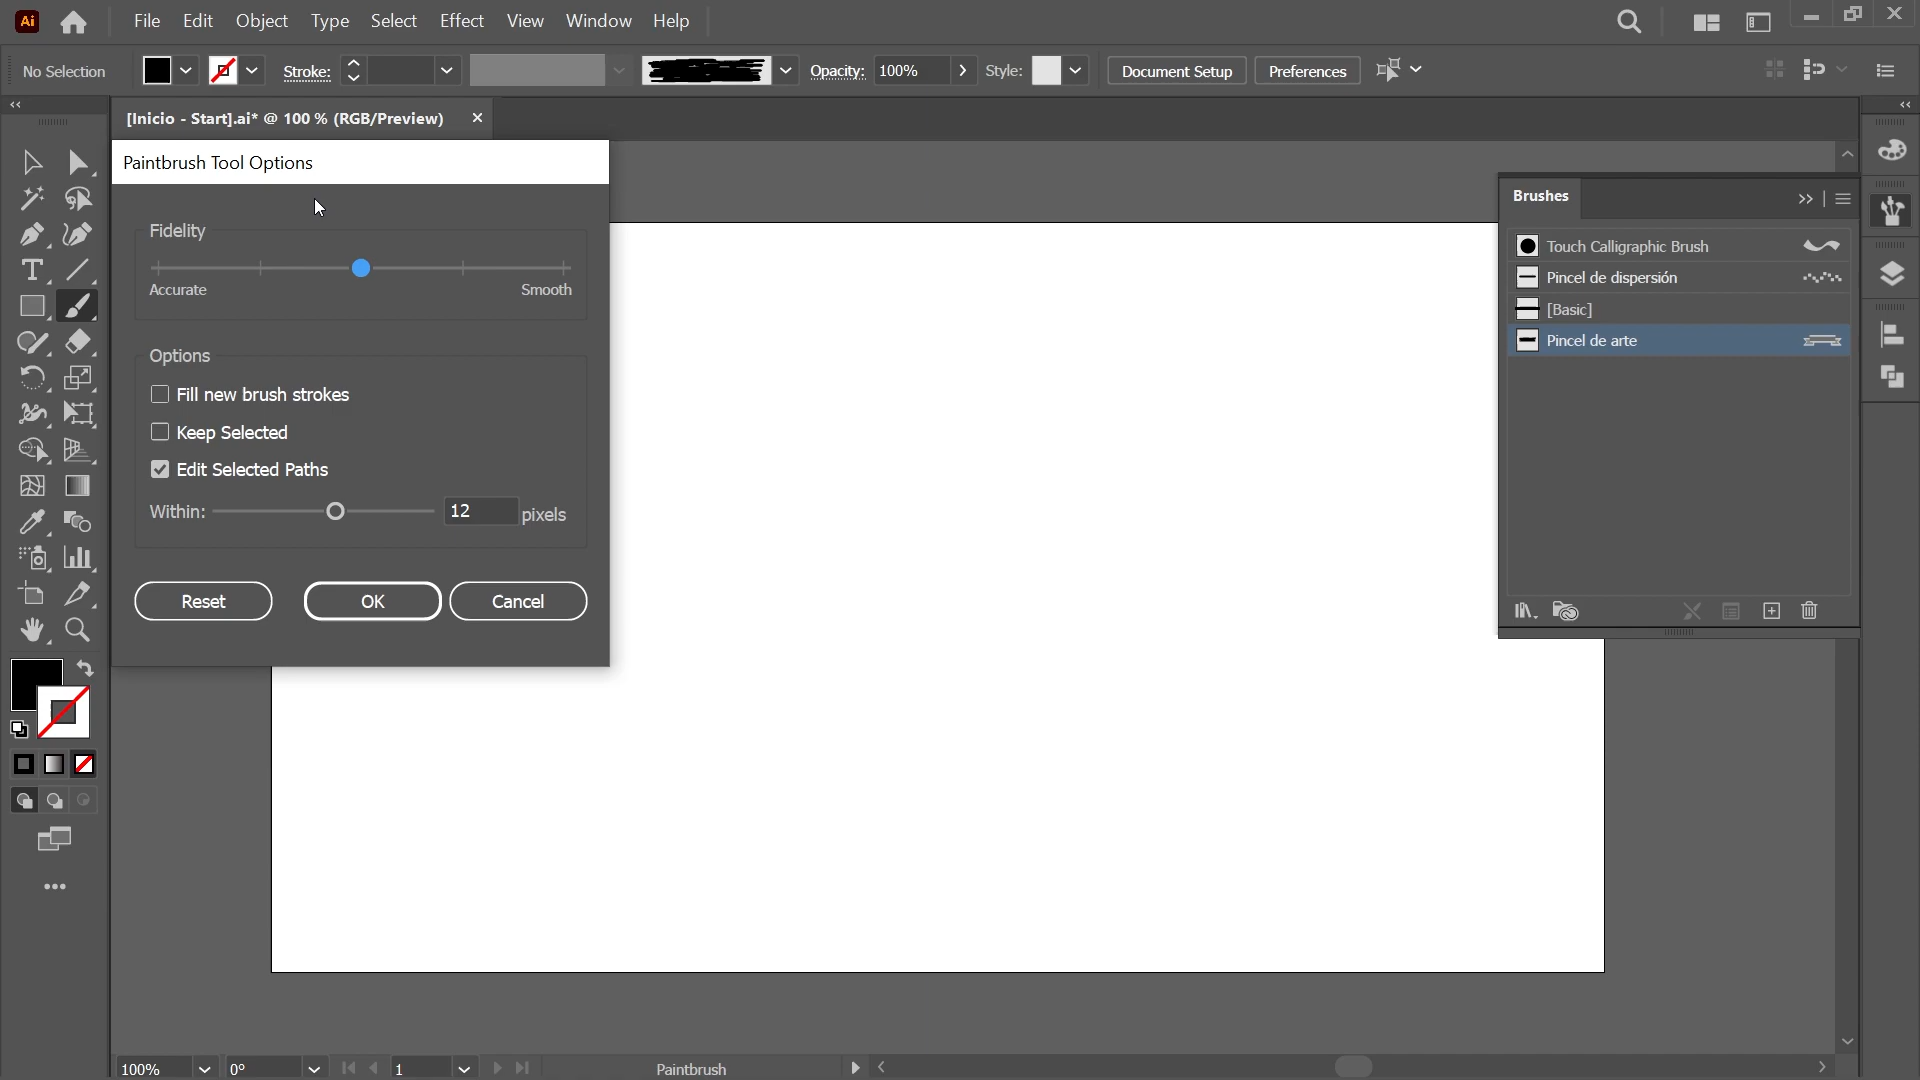 Ai File Edit Object Type Select Effect View Window Help
No Selection Stroke: Opacity: 100% Style: Document Setup Preferences
[Inicio - Start].ai* @ 100 % (RGB/Preview) ×
Paintbrush Tool Options
Fidelity
Accurate Smooth
Options
Fill new brush strokes
Keep Selected
Edit Selected Paths
Within: 12 pixels
Reset OK Cancel
Brushes
Touch Calligraphic Brush
Pincel de dispersión
[Basic]
Pincel de arte
100% 0° 1 Paintbrush